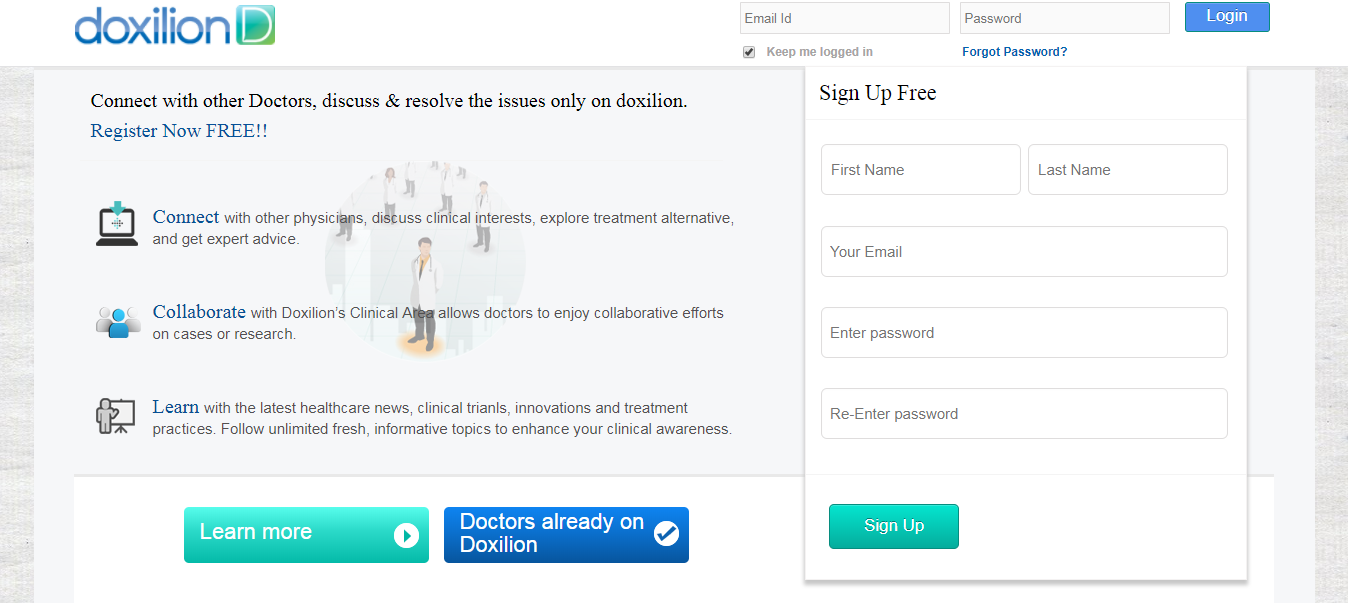 doxilion D
Email Id
Password
Login
Keep me logged in
Forgot Password?
Connect with other Doctors, discuss & resolve the issues only on doxilion.
Register Now FREE!!
Connect with other physicians, discuss clinical interests, explore treatment alternative,
and get expert advice.
Collaborate with Doxilion’s Clinical Area allows doctors to enjoy collaborative efforts
on cases or research.
Learn with the latest healthcare news, clinical trianls, innovations and treatment
practices. Follow unlimited fresh, informative topics to enhance your clinical awareness.
Learn more
Doctors already on
Doxilion
Sign Up Free
First Name
Last Name
Your Email
Enter password
Re-Enter password
Sign Up